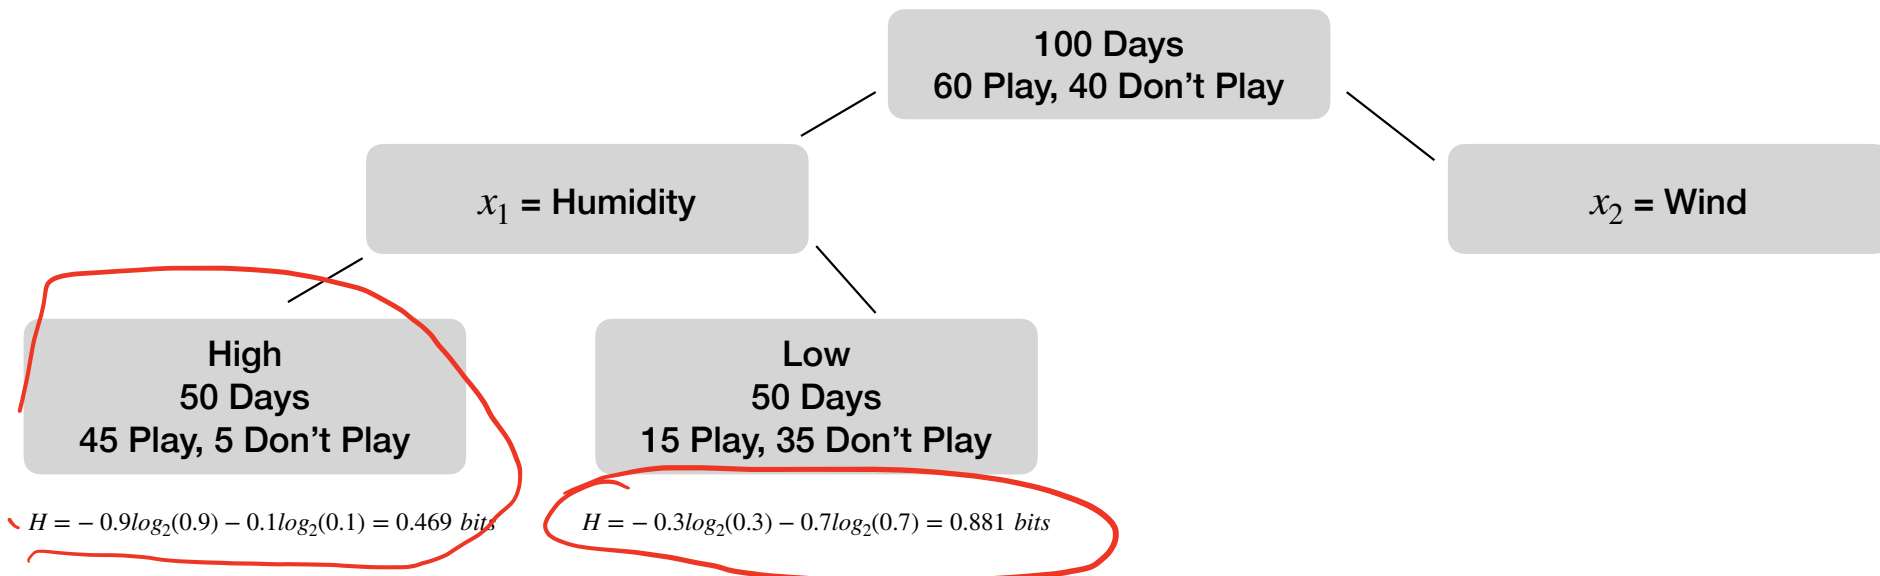 100 Days
60 Play, 40 Don't Play
x₁ = Humidity
x₂ = Wind
High
50 Days
45 Play, 5 Don't Play
Low
50 Days
15 Play, 35 Don't Play
H = − 0.9log₂(0.9) − 0.1log₂(0.1) = 0.469 bits
H = − 0.3log₂(0.3) − 0.7log₂(0.7) = 0.881 bits